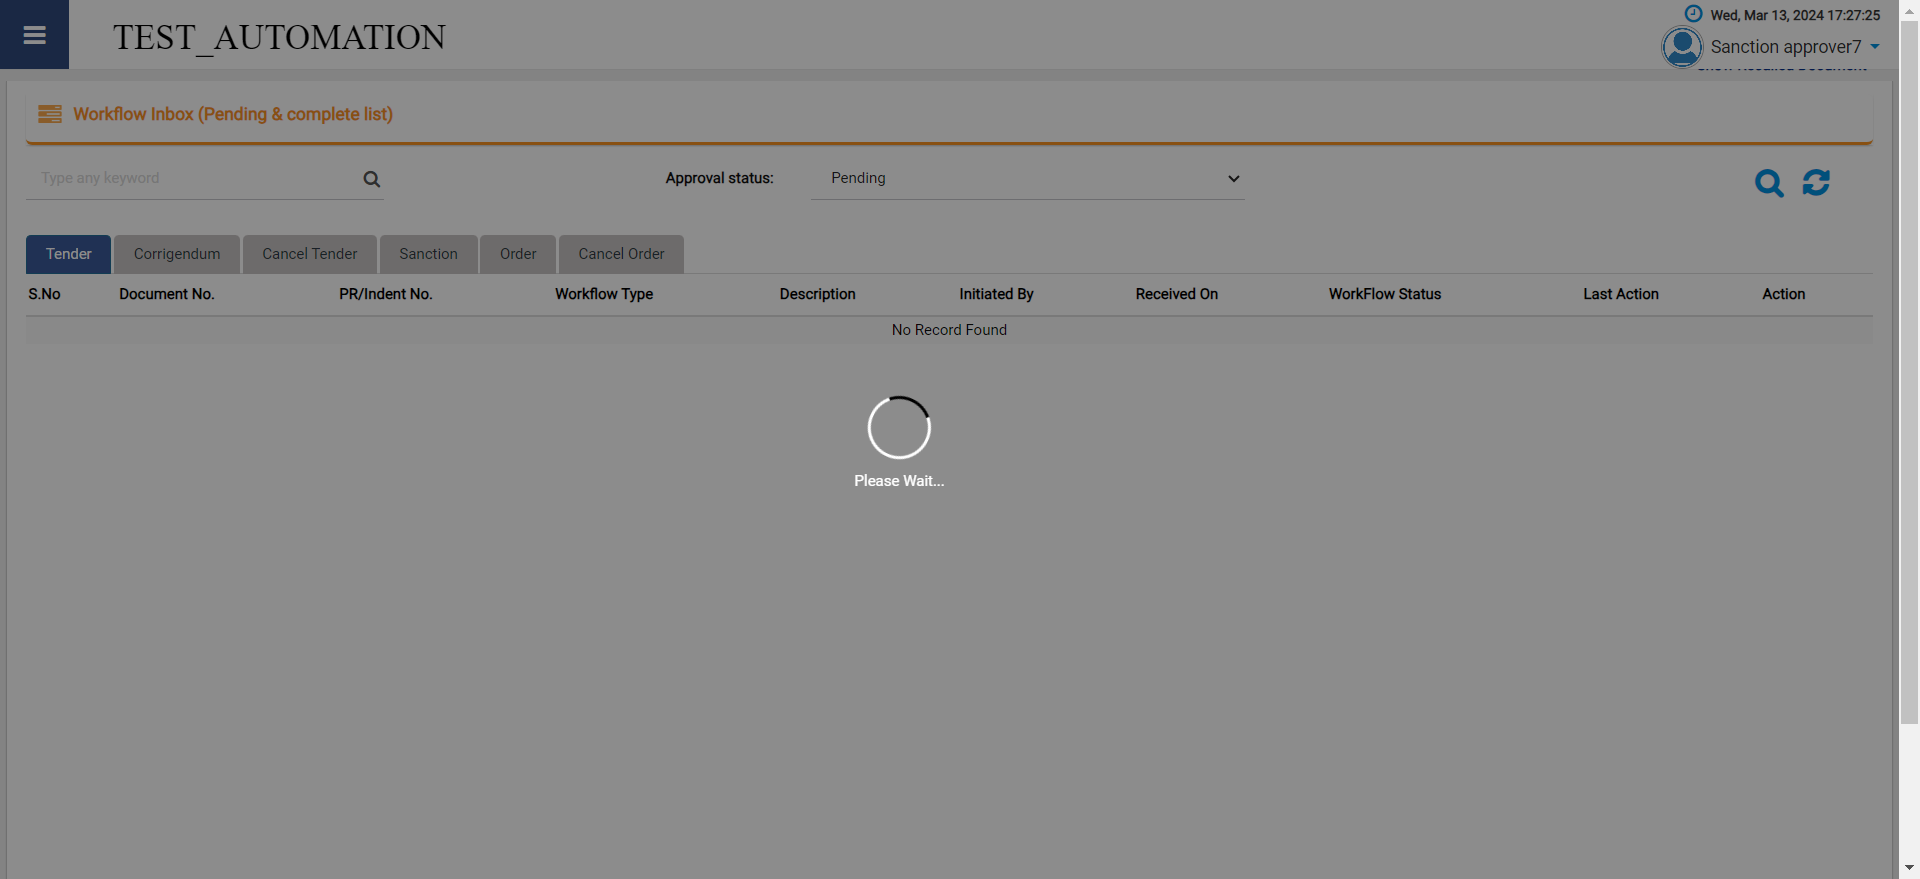 TEST_AUTOMATION
Wed, Mar 13, 2024 17:27:25
Sanction approver7
Workflow Inbox (Pending & complete list)
Type any keyword
Approval status:
Pending
Tender Corrigendum Cancel Tender Sanction Order Cancel Order
S.No Document No. PR/Indent No. Workflow Type Description Initiated By Received On WorkFlow Status Last Action Action
No Record Found
Please Wait...